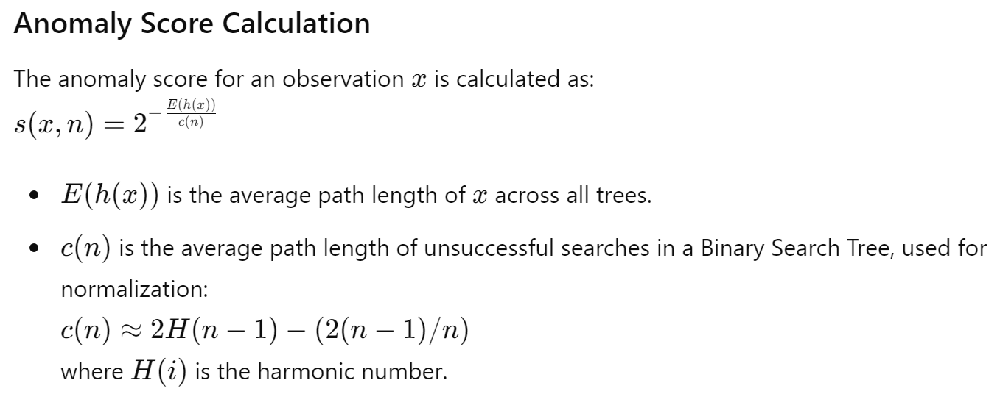 Anomaly Score Calculation
The anomaly score for an observation x is calculated as:
s(x, n) = 2^{-\frac{E(h(x))}{c(n)}}
• E(h(x)) is the average path length of x across all trees.
• c(n) is the average path length of unsuccessful searches in a Binary Search Tree, used for
normalization:
c(n) ≈ 2H(n − 1) − (2(n − 1)/n)
where H(i) is the harmonic number.